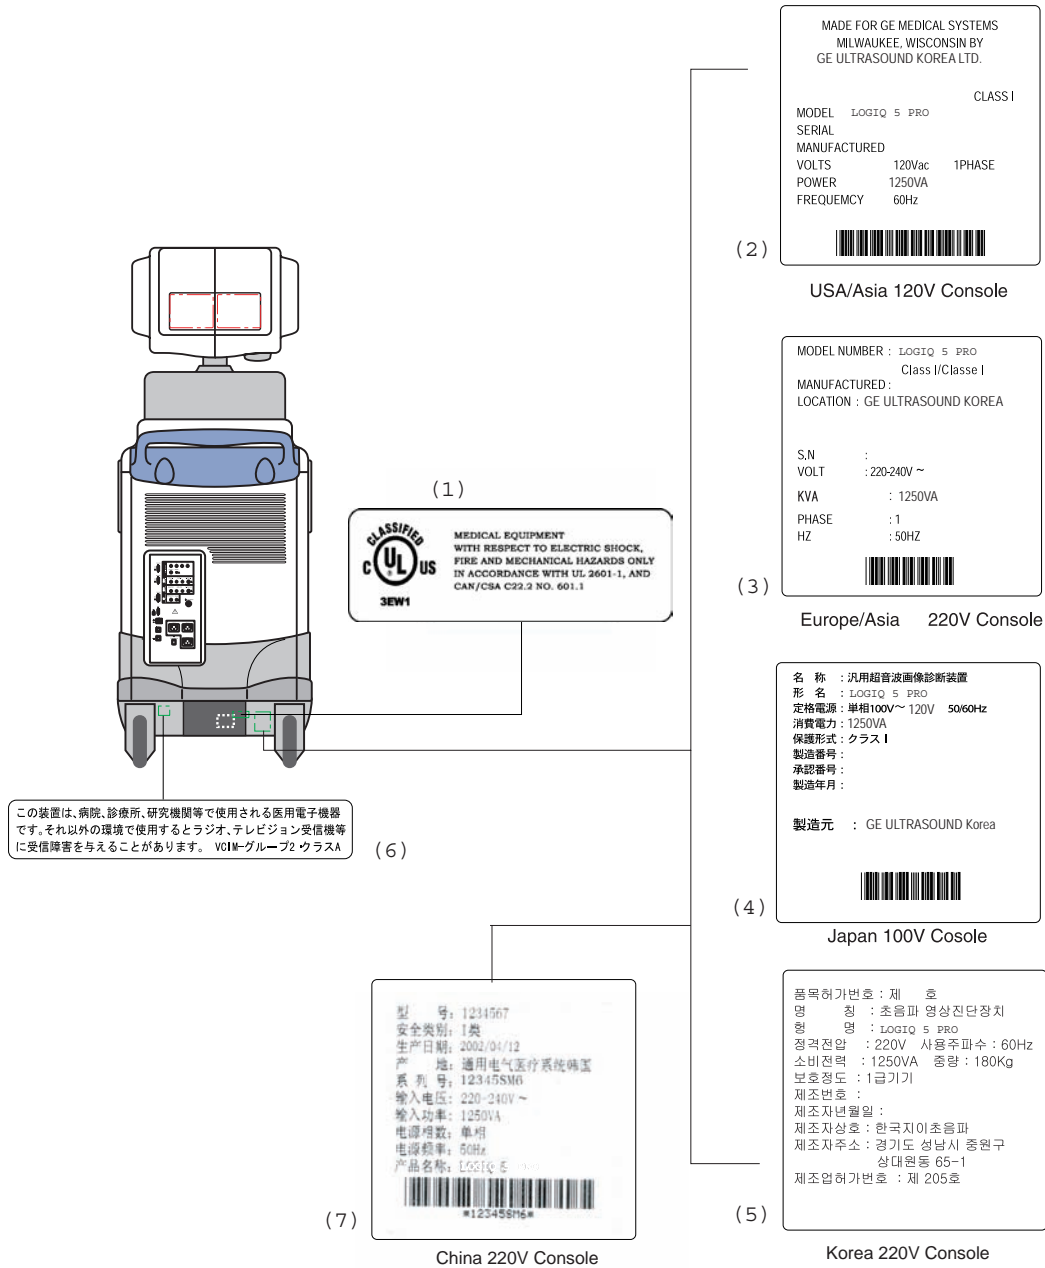 MADE FOR GE MEDICAL SYSTEMS
MILWAUKEE, WISCONSIN BY
GE ULTRASOUND KOREA LTD.
CLASS I
MODEL LOGIQ 5 PRO
SERIAL
MANUFACTURED
VOLTS 120Vac 1PHASE
POWER 1250VA
FREQUEMCY 60Hz
(2)
USA/Asia 120V Console
MODEL NUMBER : LOGIQ 5 PRO
Class I/Classe I
MANUFACTURED :
LOCATION : GE ULTRASOUND KOREA
S.N :
VOLT : 220-240V ~
KVA : 1250VA
PHASE : 1
HZ : 50HZ
(3)
Europe/Asia 220V Console
(1)
CLASSIFIED
C UL US
®
3EW1
MEDICAL EQUIPMENT
WITH RESPECT TO ELECTRIC SHOCK,
FIRE AND MECHANICAL HAZARDS ONLY
IN ACCORDANCE WITH UL 2601-1, AND
CAN/CSA C22.2 NO. 601.1
名 称 : 汎用超音波画像診断装置
形 名 : LOGIQ 5 PRO
定格電源 : 単相100V～ 120V 50/60Hz
消費電力 : 1250VA
保護形式 : クラス I
製造番号 :
承認番号 :
製造年月 :
製造元 : GE ULTRASOUND Korea
(4)
Japan 100V Cosole
この装置は、病院、診療所、研究機関等で使用される医用電子機器
です。それ以外の環境で使用するとラジオ、テレビジョン受信機等
に受信障害を与えることがあります。 VCIM-グループ2・クラスA
(6)
型 号: 1234567
安全类别: I类
生产日期: 2002/04/12
产 地: 通用电气医疗系统韩国
系 列 号: 12345SM6
输入电压: 220-240V ~
输入功率: 1250VA
电源相数: 单相
电源频率: 50Hz
产品名称: LOGIQ 5
*12345SM6*
(7)
China 220V Console
품목허가번호 : 제 호
명 칭 : 초음파 영상진단장치
형 명 : LOGIQ 5 PRO
정격전압 : 220V 사용주파수 : 60Hz
소비전력 : 1250VA 중량 : 180Kg
보호정도 : 1급기기
제조번호 :
제조자년월일 :
제조자상호 : 한국지이초음파
제조자주소 : 경기도 성남시 중원구
상대원동 65-1
제조업허가번호 : 제 205호
(5)
Korea 220V Console